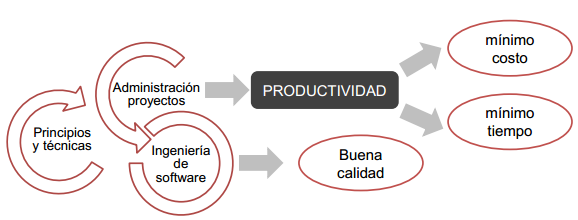 Principios
y técnicas
Administración
proyectos
Ingeniería
de
software
PRODUCTIVIDAD
mínimo
costo
mínimo
tiempo
Buena
calidad